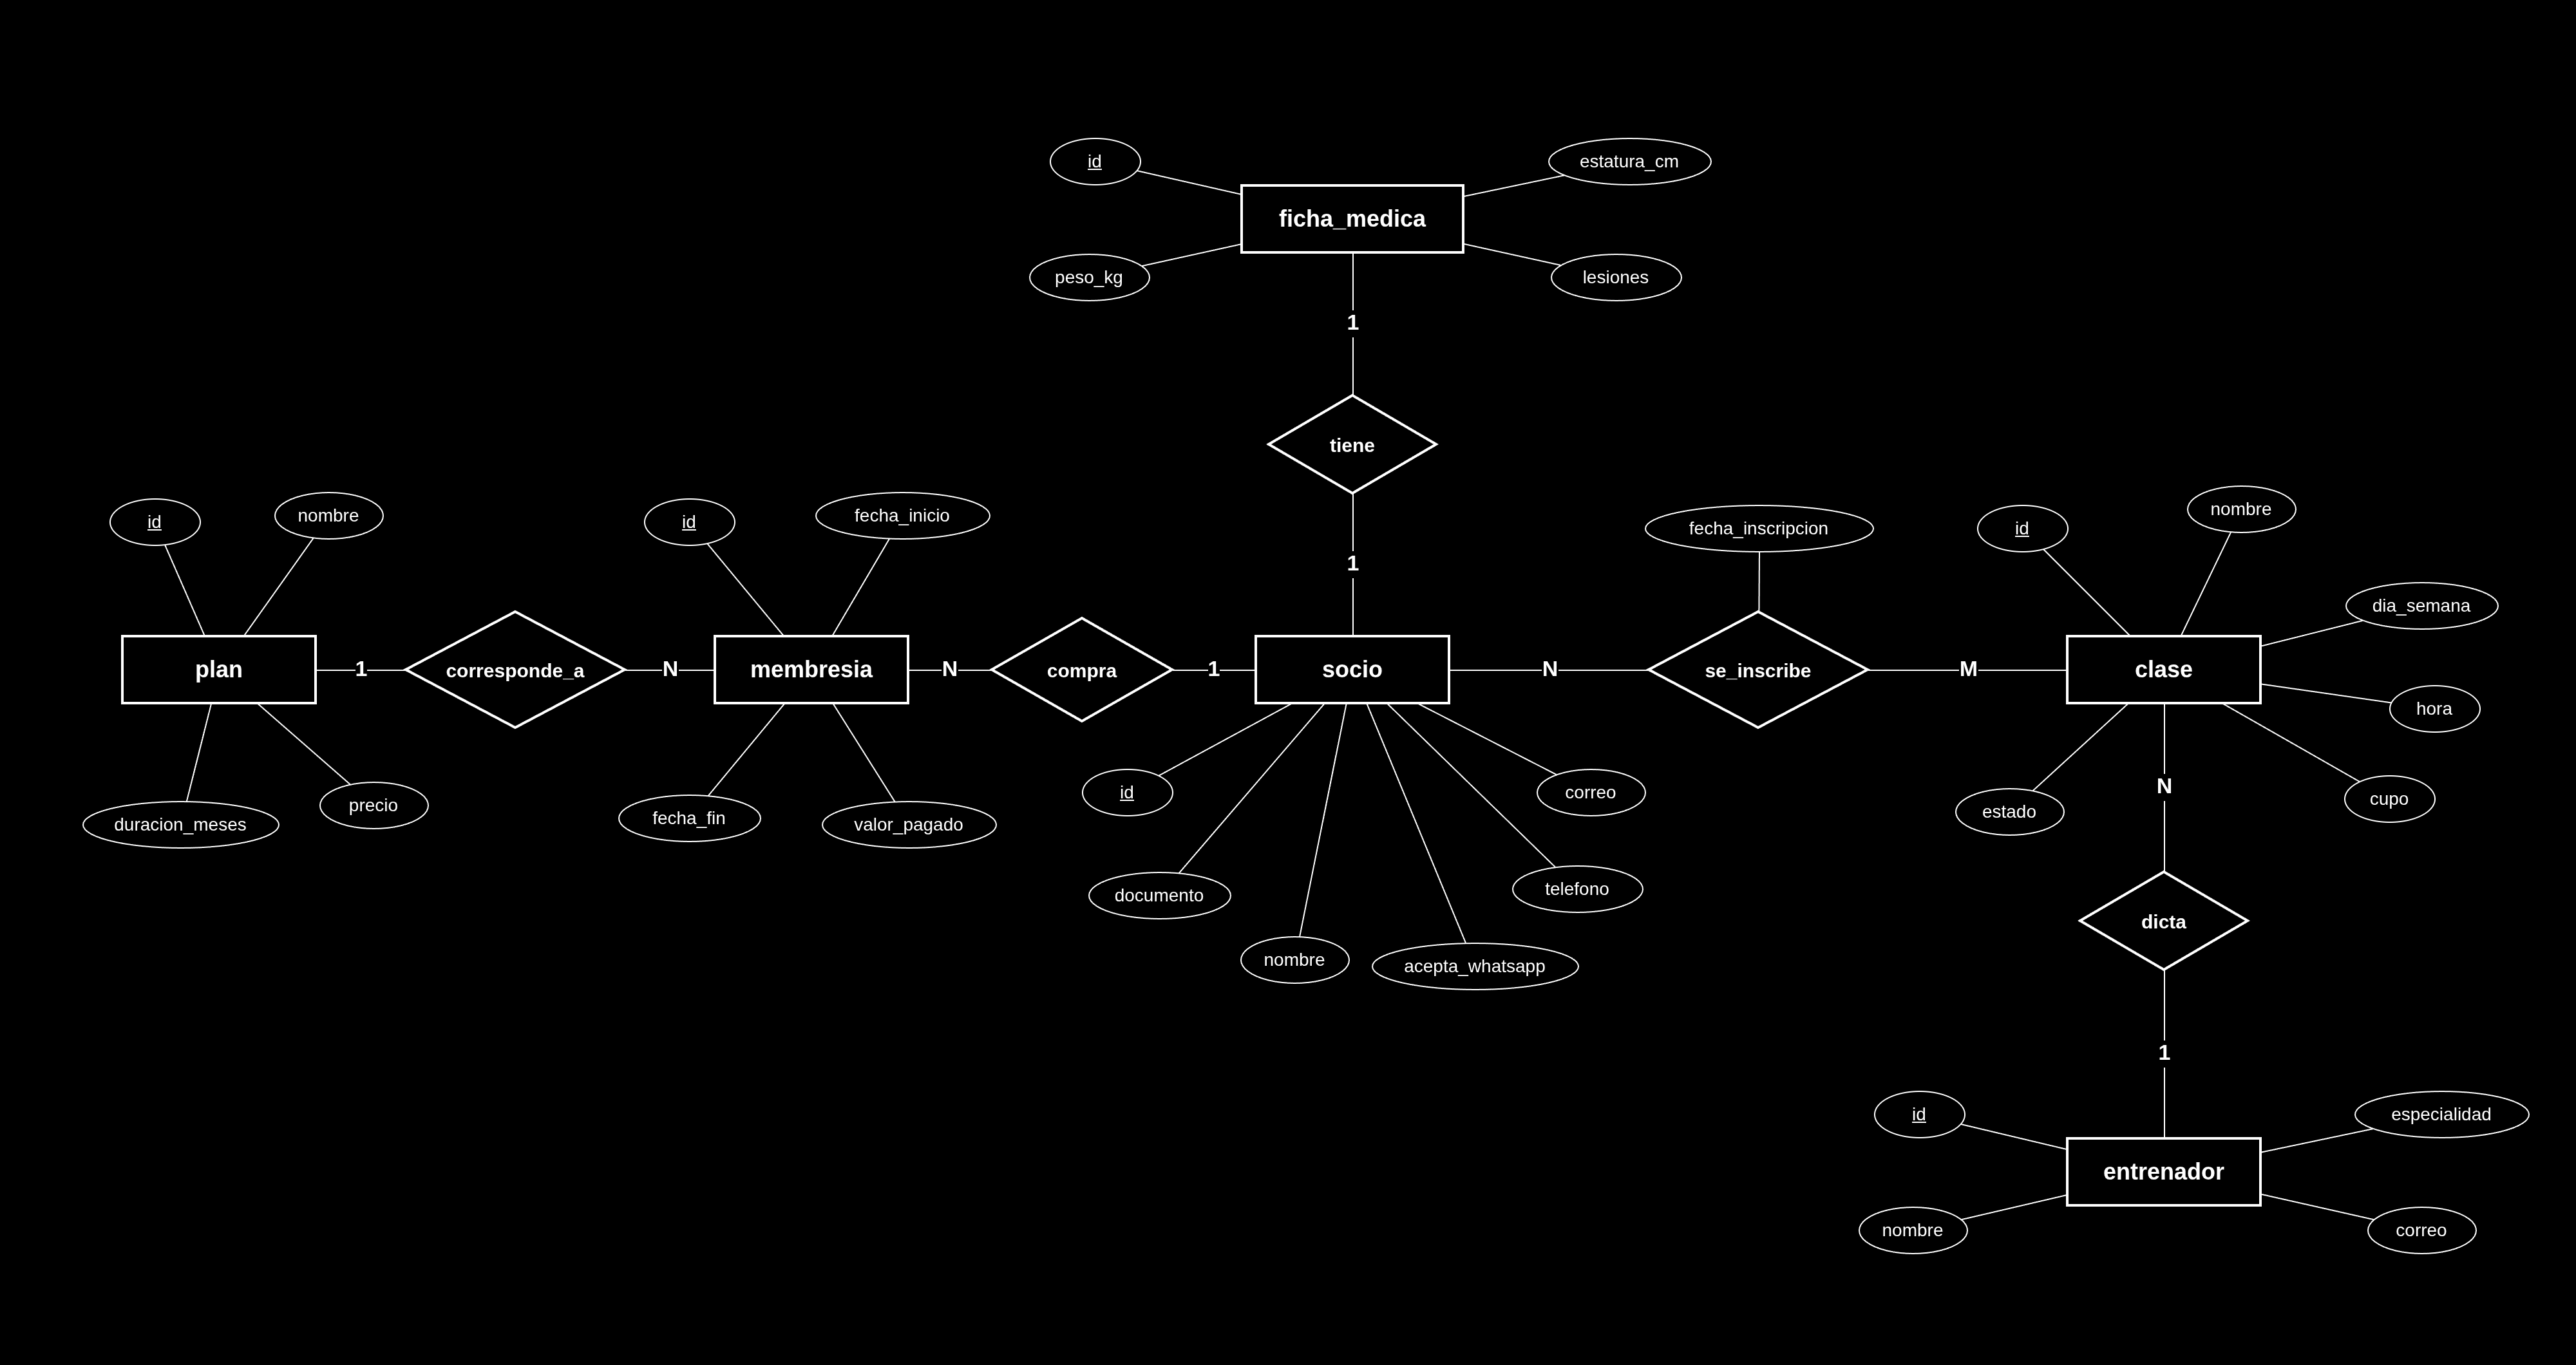 id
estatura_cm
ficha_medica
peso_kg
lesiones
1
tiene
1
id
nombre
id
fecha_inicio
fecha_inscripcion
id
nombre
dia_semana
plan
1
corresponde_a
N
membresia
N
compra
1
socio
N
se_inscribe
M
clase
hora
duracion_meses
precio
fecha_fin
valor_pagado
id
correo
documento
telefono
nombre
acepta_whatsapp
estado
N
cupo
dicta
1
id
especialidad
entrenador
nombre
correo